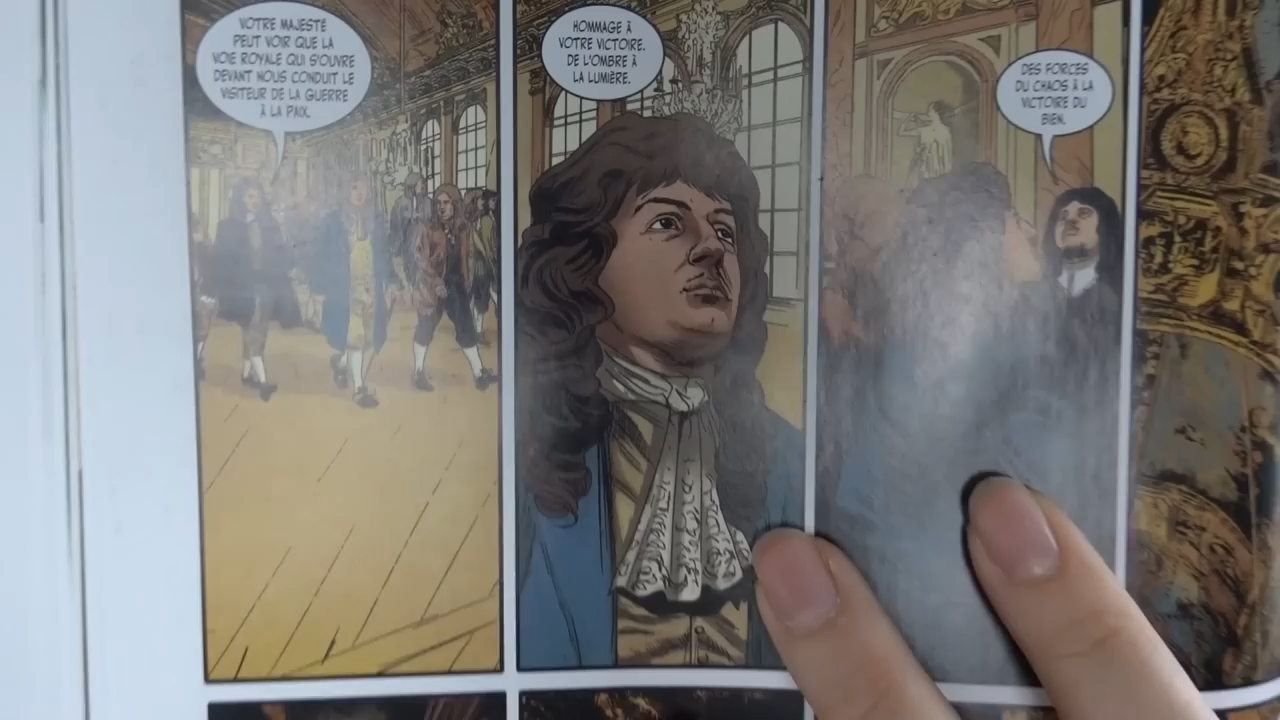 VOTRE MAJESTÉ
PEUT VOIR QUE LA
VOIE ROYALE QUI S'OUVRE
DEVANT NOUS CONDUIT LE
VISITEUR DE LA GUERRE
À LA PAIX.
HOMMAGE À
VOTRE VICTOIRE.
DE L'OMBRE À
LA LUMIÈRE.
DES FORCES
DU CHAOS À LA
VICTOIRE DU
BIEN.